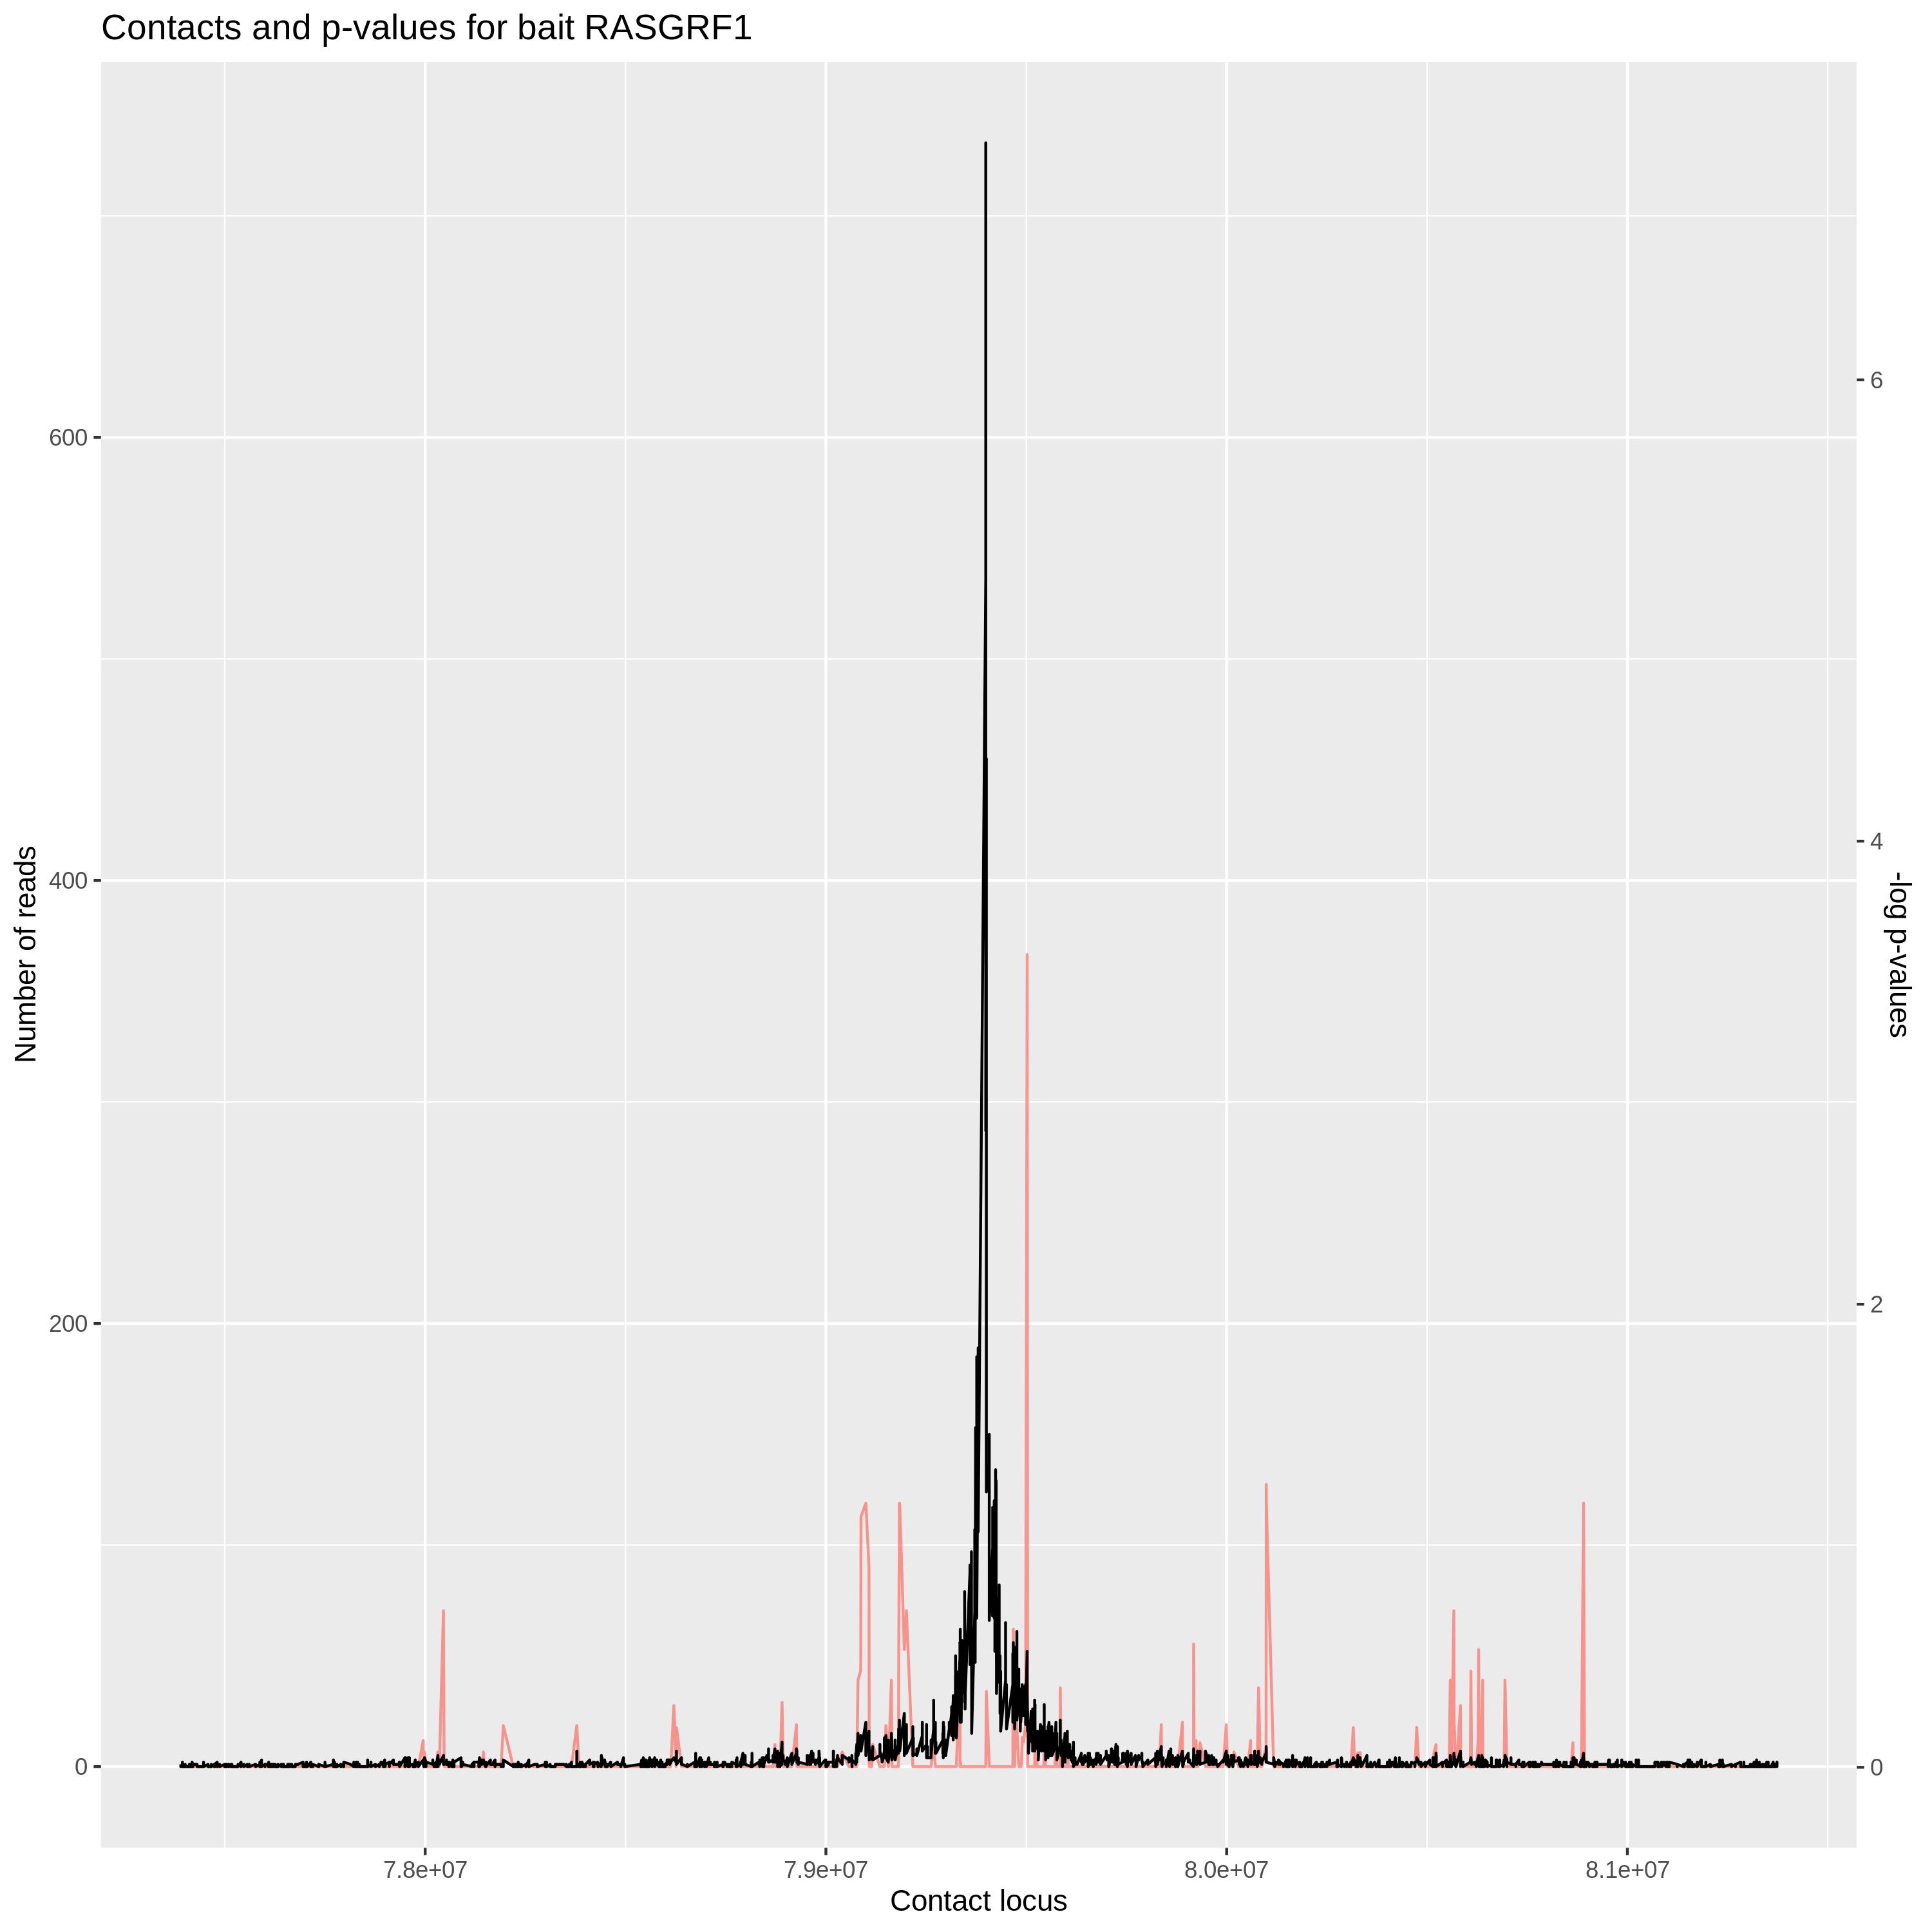 Contacts and p-values for bait RASGRF1
Number of reads
600
400
200
0
6
4
2
0
-log p-values
7.8e+07
7.9e+07
8.0e+07
8.1e+07
Contact locus